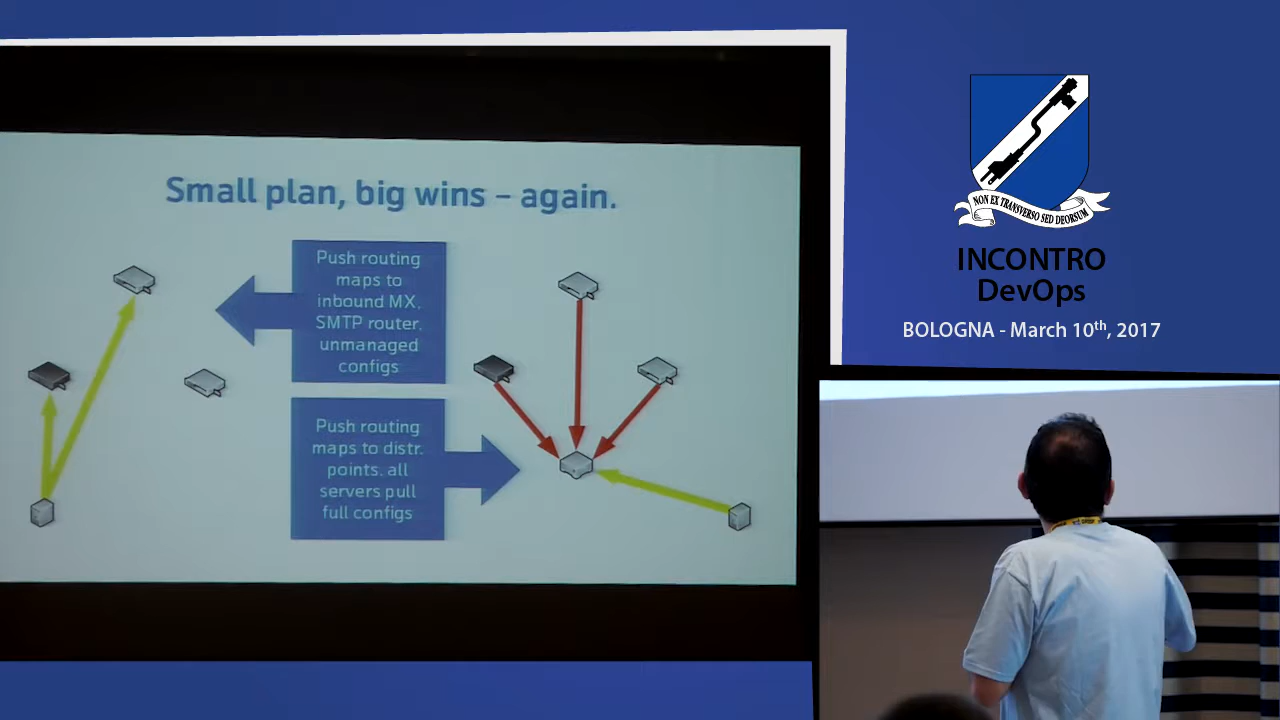 Small plan, big wins – again.
Push routing
maps to
inbound MX,
SMTP router,
unmanaged
configs
Push routing
maps to distr.
points, all
servers pull
full configs
NON EX TRANSVERSO SED DEORSUM
INCONTRO
DevOps
BOLOGNA - March 10th, 2017